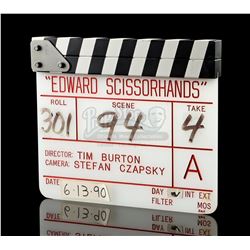 "EDWARD SCISSORHANDS"
ROLL SCENE TAKE
301 94 4
DIRECTOR: TIM BURTON
CAMERA: STEFAN CZAPSKY
A
DATE DAY INT EXT
6-13-90 FILTER MOS